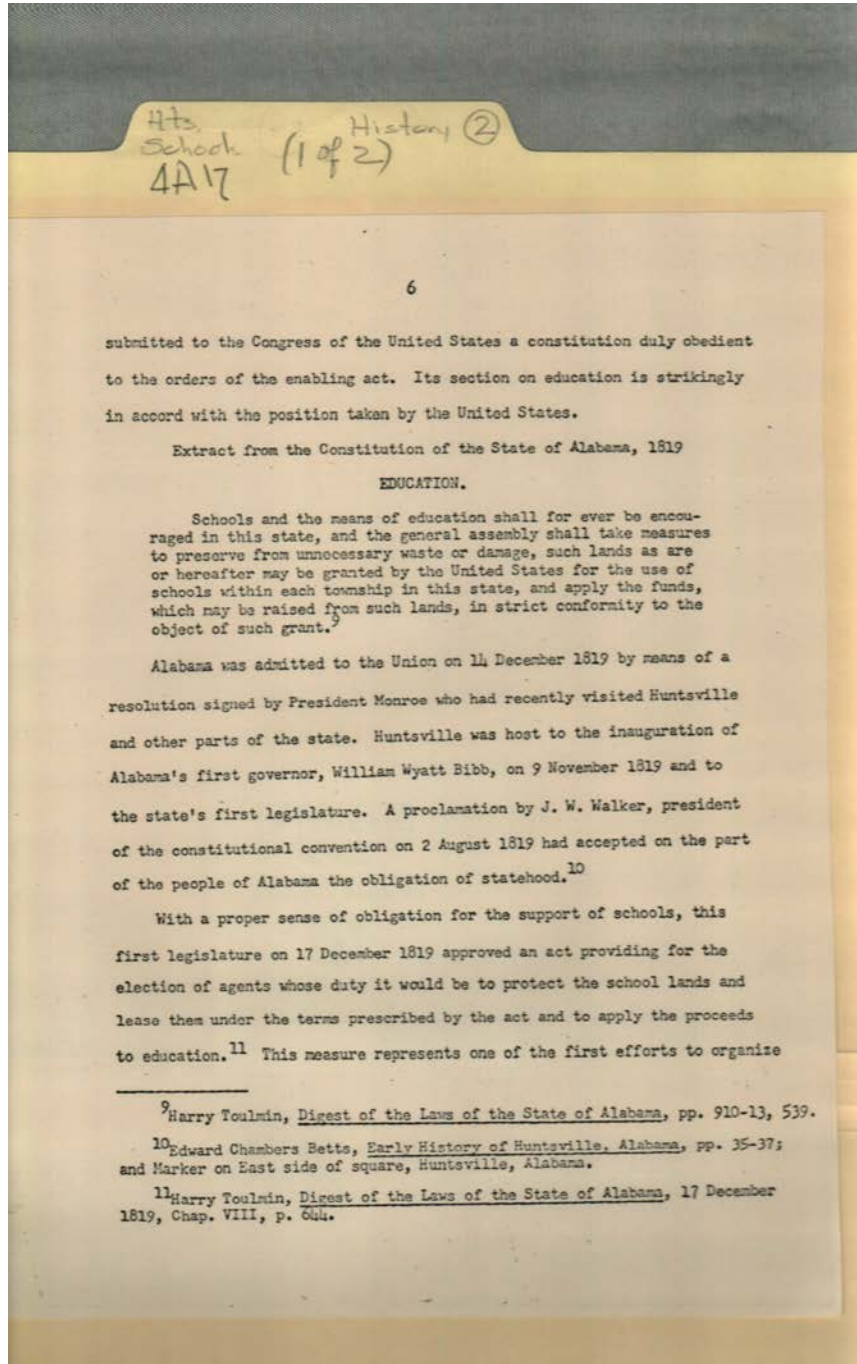 Hts. History ②
School (1 of 2)
4A17
6
submitted to the Congress of the United States a constitution duly obedient
to the orders of the enabling act. Its section on education is strikingly
in accord with the position taken by the United States.
Extract from the Constitution of the State of Alabama, 1819
EDUCATION.
Schools and the means of education shall for ever be encou-
raged in this state, and the general assembly shall take measures
to preserve from unnecessary waste or damage, such lands as are
or hereafter may be granted by the United States for the use of
schools within each township in this state, and apply the funds,
which may be raised from such lands, in strict conformity to the
object of such grant.9
Alabama was admitted to the Union on 14 December 1819 by means of a
resolution signed by President Monroe who had recently visited Huntsville
and other parts of the state. Huntsville was host to the inauguration of
Alabama's first governor, William Wyatt Bibb, on 9 November 1819 and to
the state's first legislature. A proclamation by J. W. Walker, president
of the constitutional convention on 2 August 1819 had accepted on the part
of the people of Alabama the obligation of statehood.10
With a proper sense of obligation for the support of schools, this
first legislature on 17 December 1819 approved an act providing for the
election of agents whose duty it would be to protect the school lands and
lease them under the terms prescribed by the act and to apply the proceeds
to education.11 This measure represents one of the first efforts to organize
9Harry Toulmin, Digest of the Laws of the State of Alabama, pp. 910-13, 539.
10Edward Chambers Betts, Early History of Huntsville, Alabama, pp. 35-37;
and Marker on East side of square, Huntsville, Alabama.
11Harry Toulmin, Digest of the Laws of the State of Alabama, 17 December
1819, Chap. VIII, p. 644.